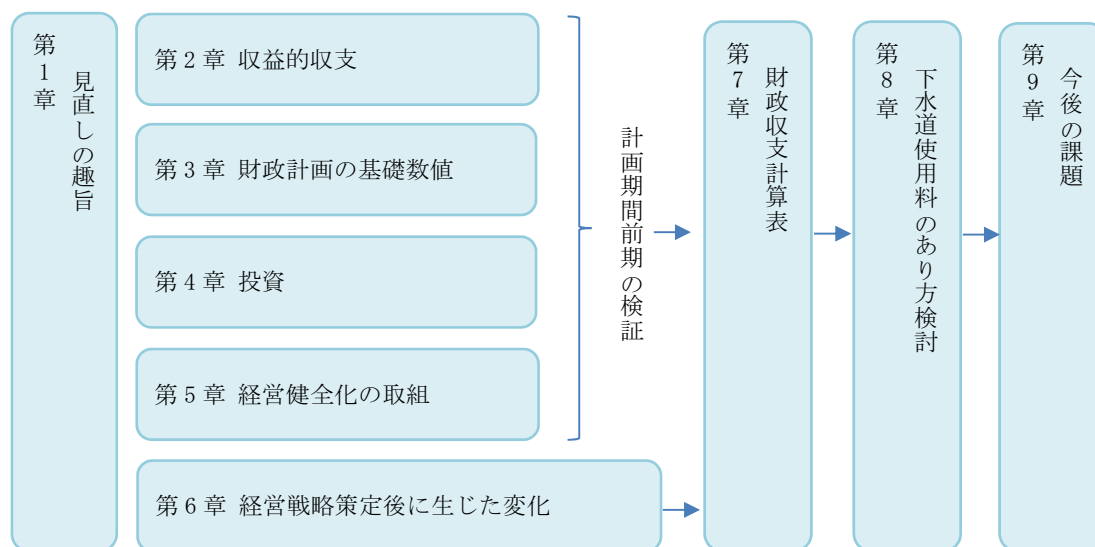 第1章
見直しの趣旨
第2章 収益的収支
第3章 財政計画の基礎数値
第4章 投資
第5章 経営健全化の取組
第6章 経営戦略策定後に生じた変化
計画期間前期の検証
第7章
財政収支計算表
第8章
下水道使用料のあり方検討
第9章
今後の課題